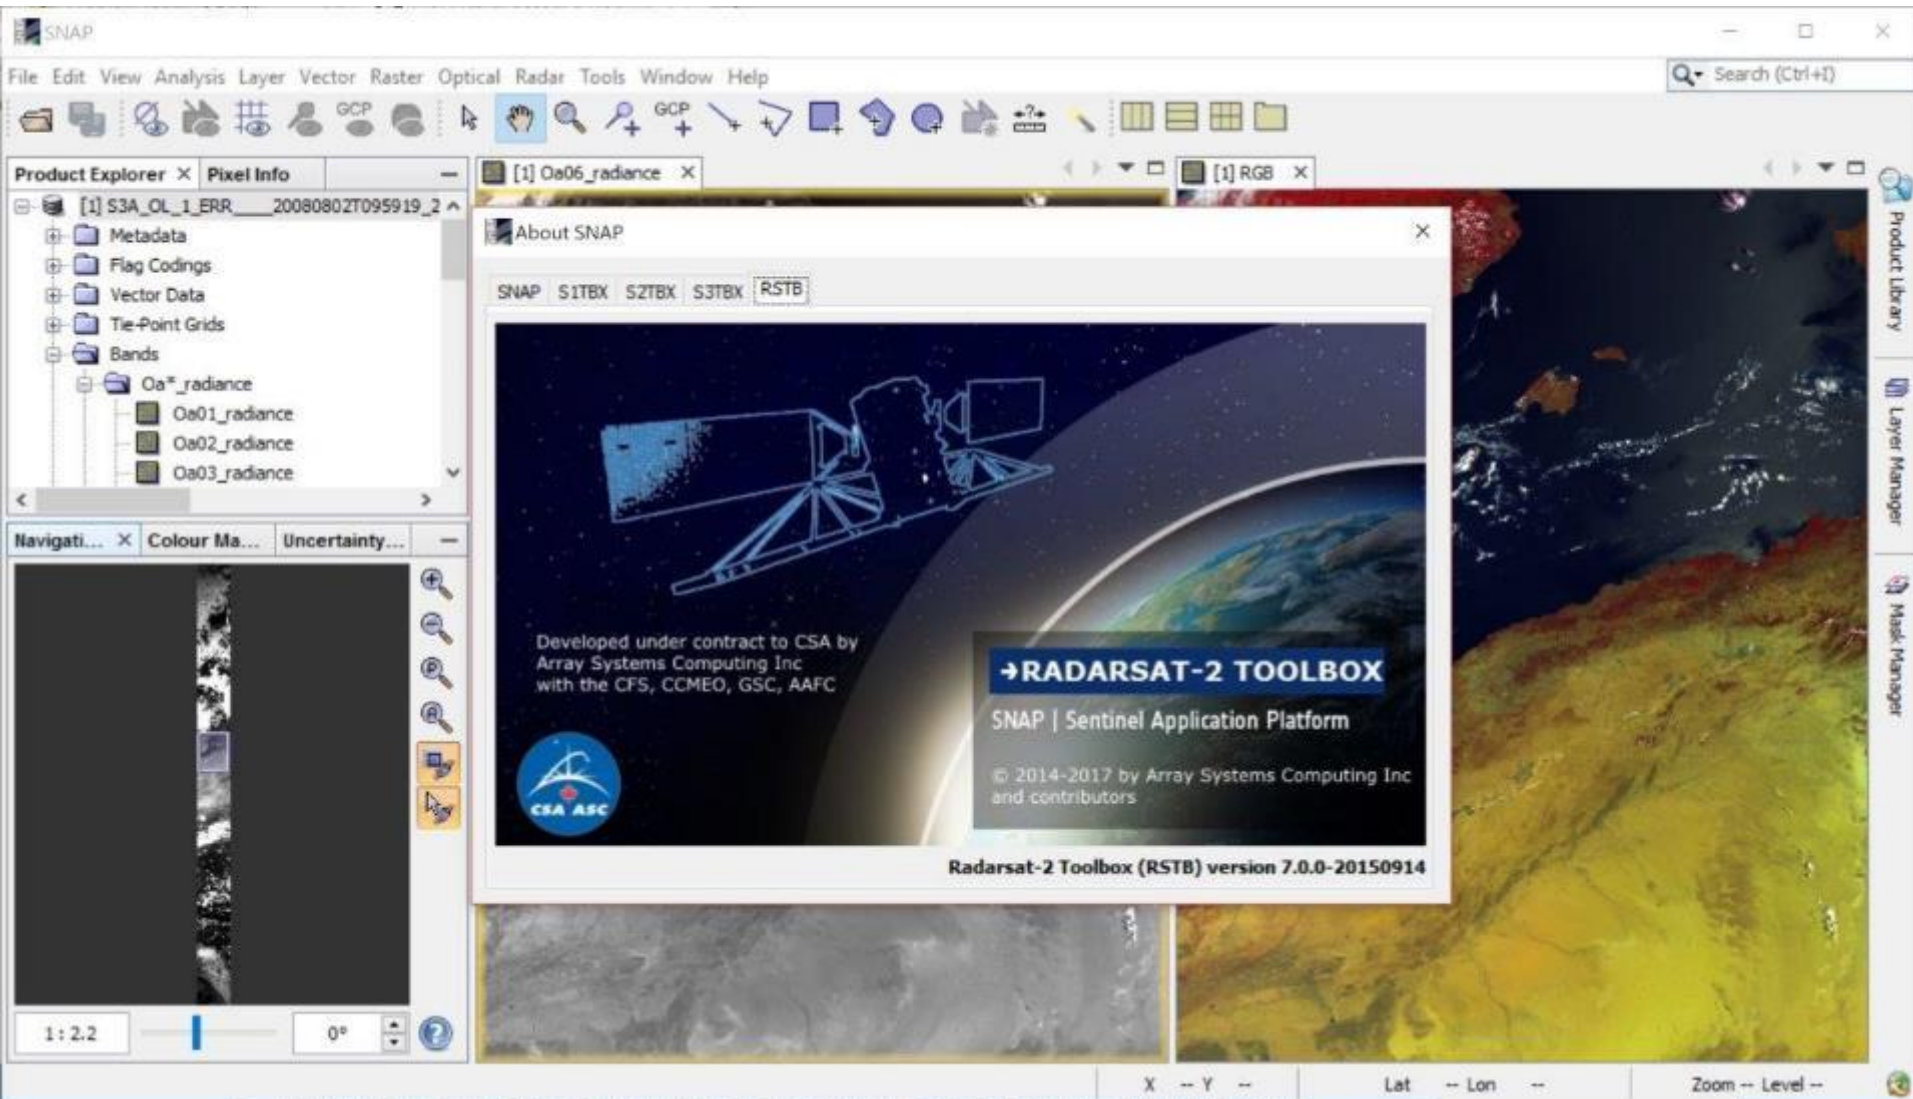 SNAP
File Edit View Analysis Layer Vector Raster Optical Radar Tools Window Help
Search (Ctrl+I)
GCP
GCP
Product Explorer
Pixel Info
[1] S3A_OL_1_ERR____20080802T095919_2
Metadata
Flag Codings
Vector Data
Tie-Point Grids
Bands
Oa*_radiance
Oa01_radiance
Oa02_radiance
Oa03_radiance
Navigati...
Colour Ma...
Uncertainty...
1 : 2.2
0°
[1] Oa06_radiance
[1] RGB
About SNAP
SNAP S1TBX S2TBX S3TBX RSTB
Developed under contract to CSA by
Array Systems Computing Inc
with the CFS, CCMEO, GSC, AAFC
CSA ASC
→RADARSAT-2 TOOLBOX
SNAP | Sentinel Application Platform
© 2014-2017 by Array Systems Computing Inc
and contributors
Radarsat-2 Toolbox (RSTB) version 7.0.0-20150914
Product Library
Layer Manager
Mask Manager
X -- Y --
Lat -- Lon --
Zoom -- Level --